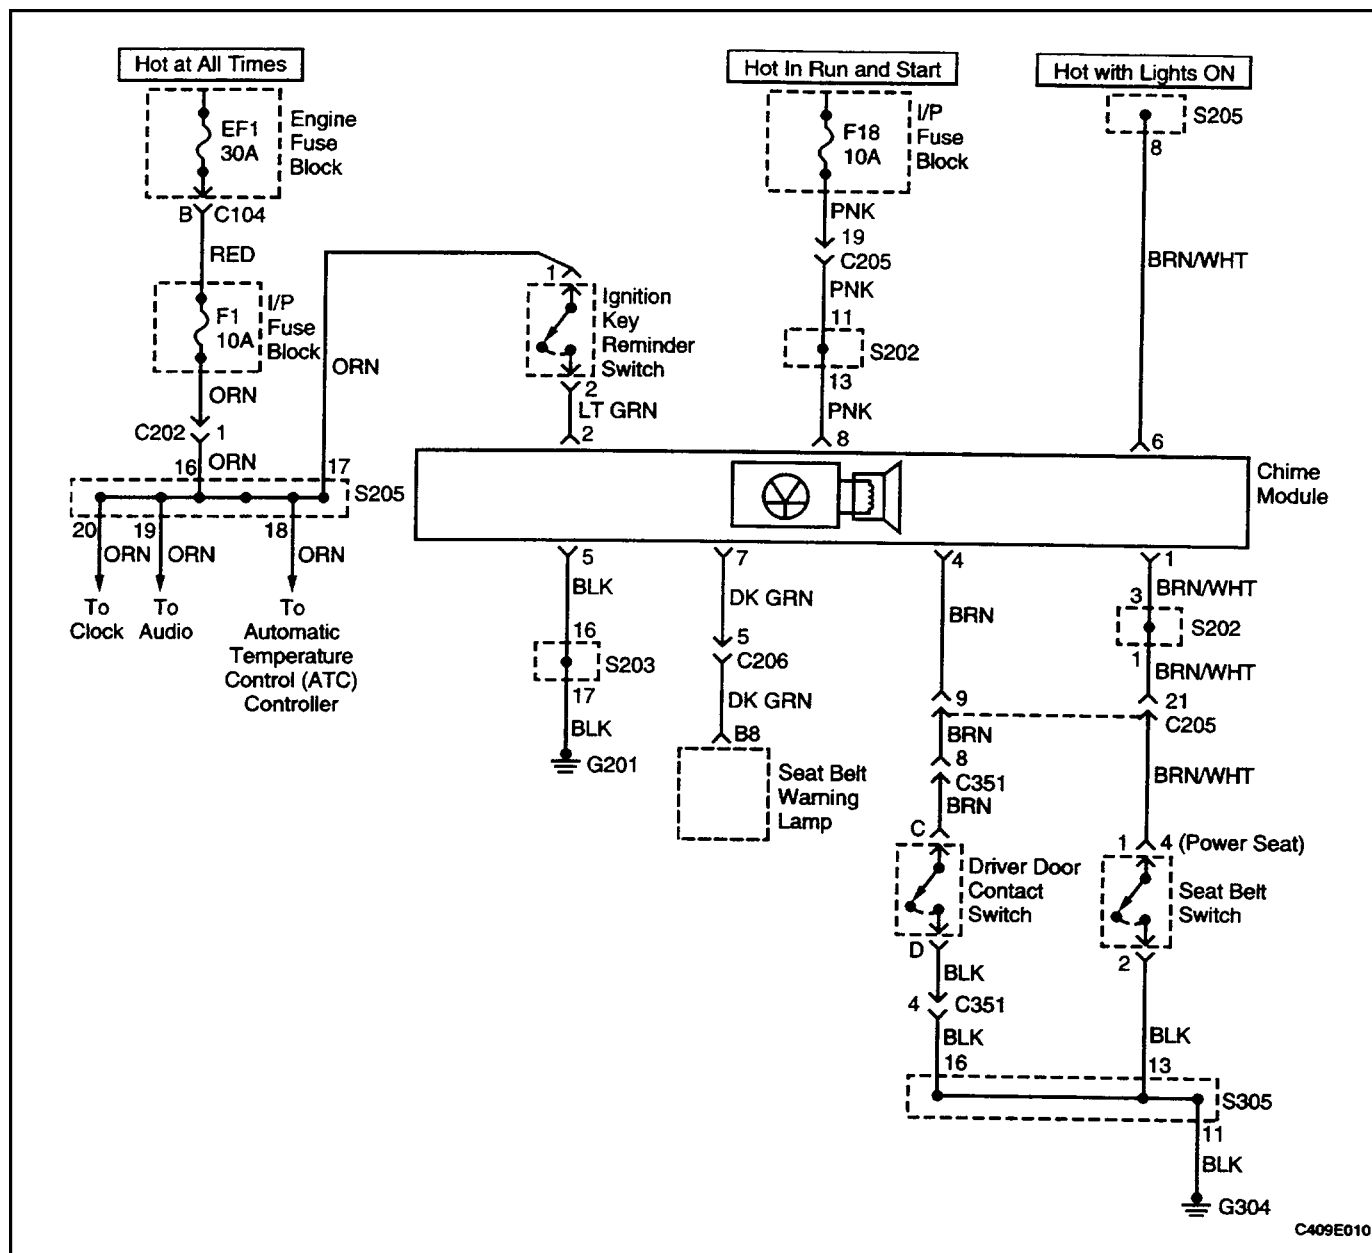 Hot at All Times
EF1
30A
Engine
Fuse
Block
B
C104
RED
F1
10A
I/P
Fuse
Block
ORN
C202
1
16
ORN
17
S205
20
19
18
ORN
ORN
ORN
To
Clock
To
Audio
To
Automatic
Temperature
Control (ATC)
Controller
ORN
1
Ignition
Key
Reminder
Switch
2
LT GRN
2
Hot In Run and Start
F18
10A
I/P
Fuse
Block
PNK
19
C205
PNK
11
S202
13
PNK
8
Hot with Lights ON
S205
8
BRN/WHT
6
Chime
Module
5
BLK
16
S203
17
BLK
G201
7
DK GRN
5
C206
DK GRN
B8
Seat Belt
Warning
Lamp
4
BRN
9
BRN
8
C351
BRN
C
Driver Door
Contact
Switch
D
BLK
4
C351
BLK
16
1
BRN/WHT
3
S202
1
BRN/WHT
21
C205
BRN/WHT
1
4 (Power Seat)
Seat Belt
Switch
2
BLK
13
S305
11
BLK
G304
C409E010